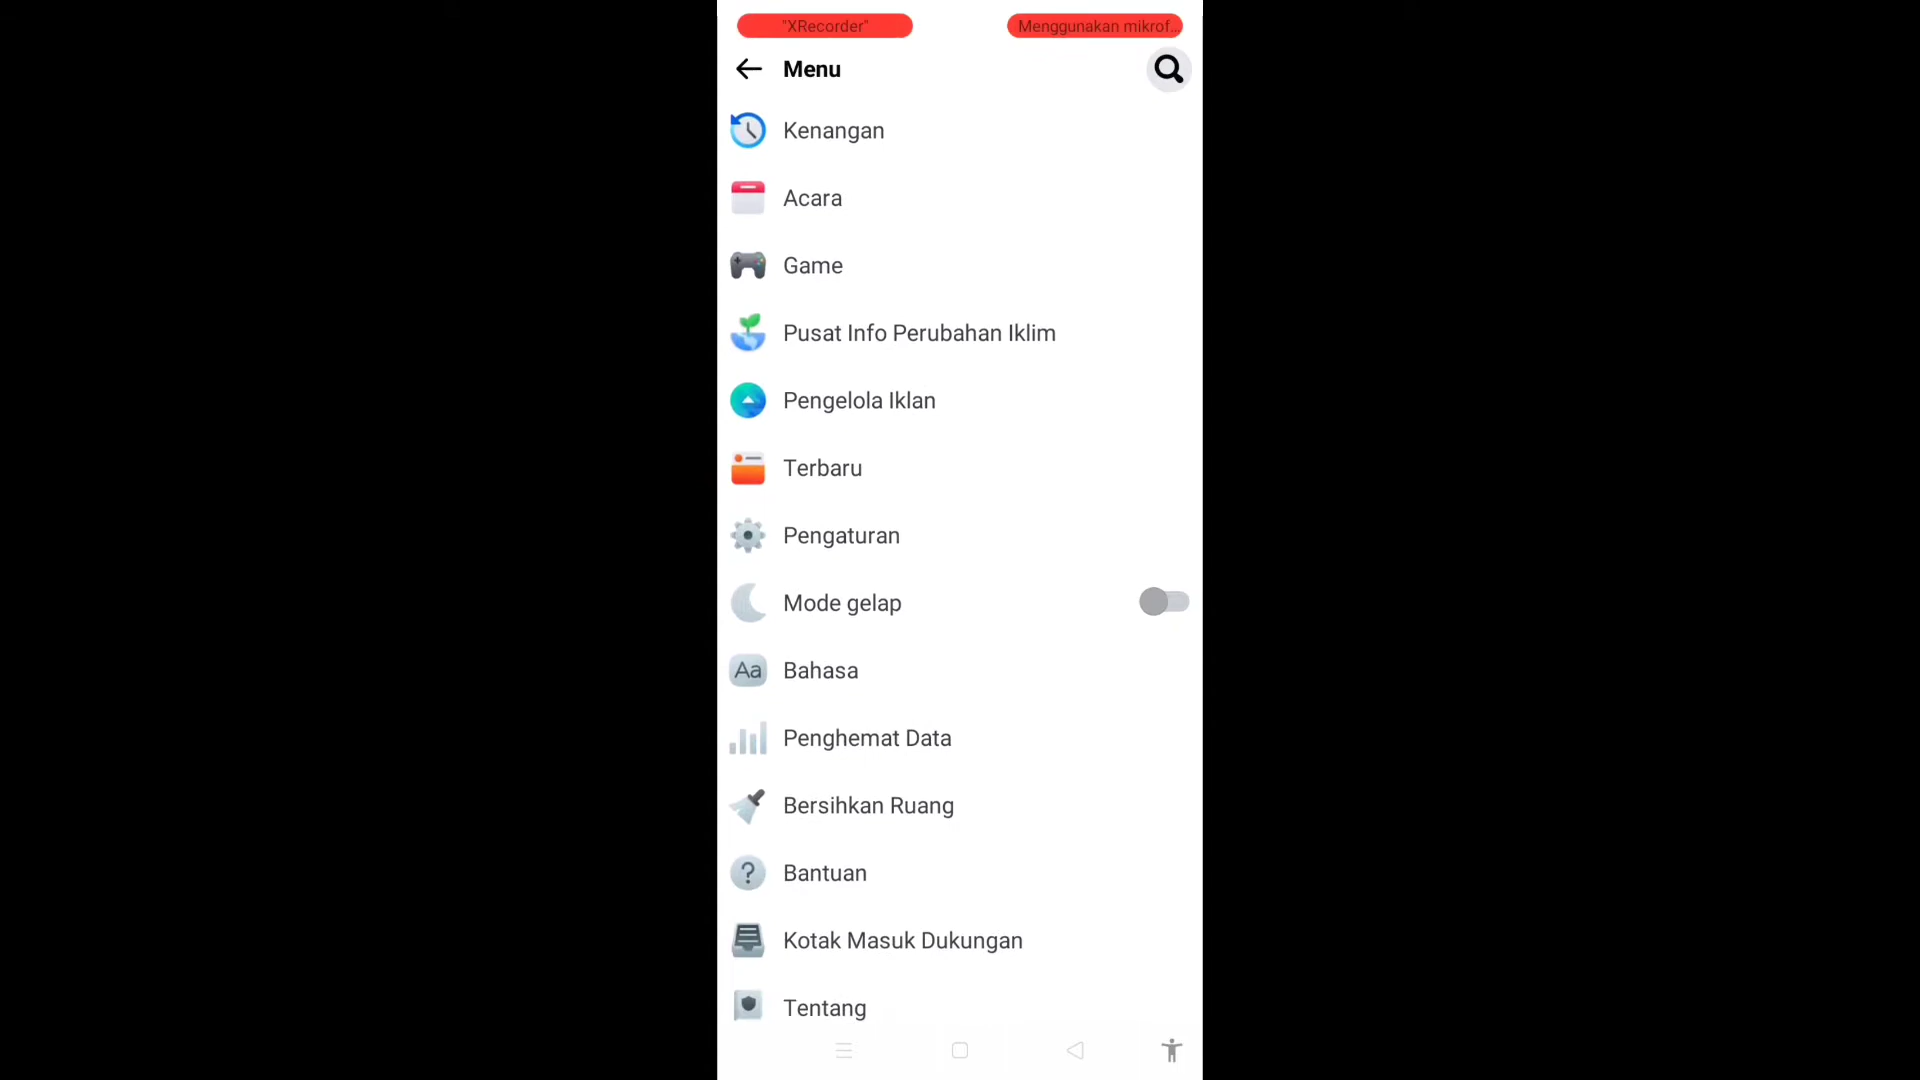 "XRecorder"
Menggunakan mikrof...
Menu
Kenangan
Acara
Game
Pusat Info Perubahan Iklim
Pengelola Iklan
Terbaru
Pengaturan
Mode gelap
Aa Bahasa
Penghemat Data
Bersihkan Ruang
? Bantuan
Kotak Masuk Dukungan
Tentang